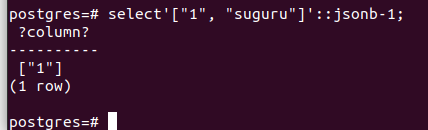 postgres=# select'["1", "suguru"]'::jsonb-1;
 ?column?
----------
 ["1"]
(1 row)
postgres=#